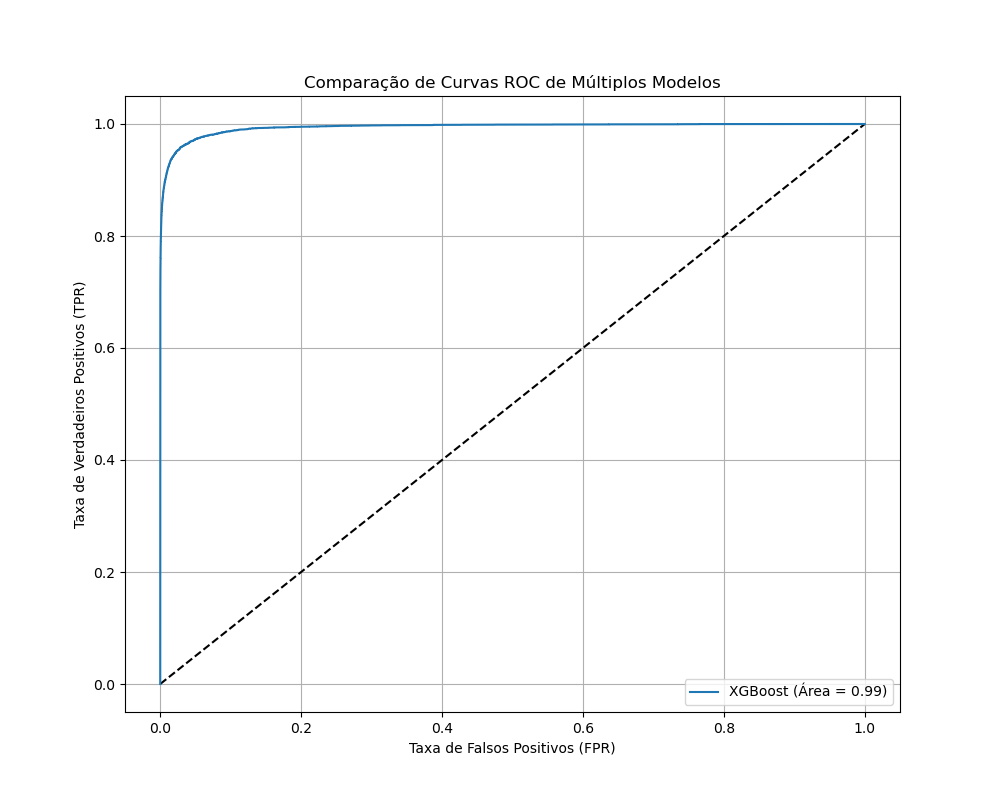 Comparação de Curvas ROC de Múltiplos Modelos
1.0
0.8
0.6
0.4
0.2
0.0
Taxa de Verdadeiros Positivos (TPR)
XGBoost (Área = 0.99)
0.0 0.2 0.4 0.6 0.8 1.0
Taxa de Falsos Positivos (FPR)